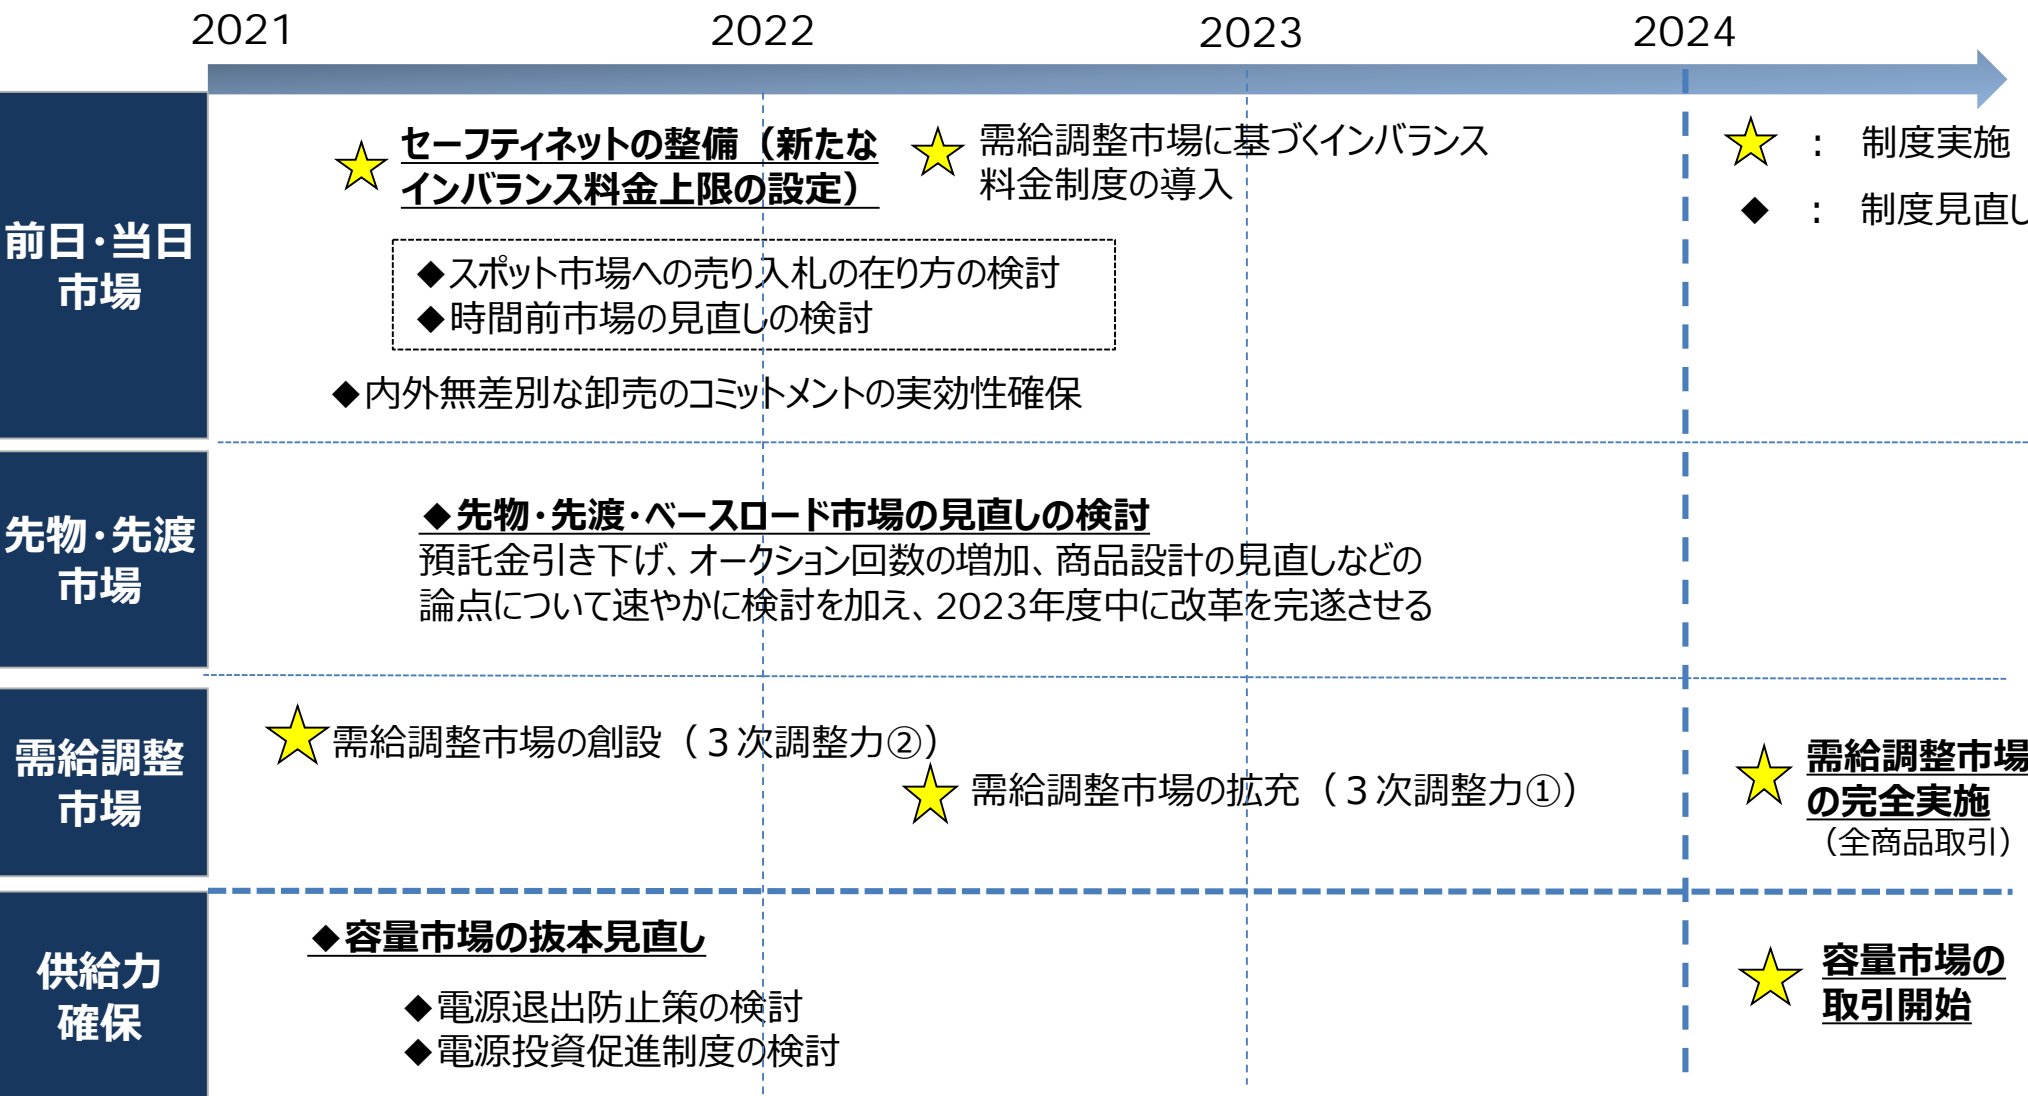 2021
2022
2023
2024
前日・当日
市場
セーフティネットの整備（新たな
インバランス料金上限の設定）
需給調整市場に基づくインバランス
料金制度の導入
： 制度実施
◆ ： 制度見直し
◆スポット市場への売り入札の在り方の検討
◆時間前市場の見直しの検討
◆内外無差別な卸売のコミットメントの実効性確保
先物・先渡
市場
◆先物・先渡・ベースロード市場の見直しの検討
預託金引き下げ、オークション回数の増加、商品設計の見直しなどの
論点について速やかに検討を加え、2023年度中に改革を完遂させる
需給調整
市場
需給調整市場の創設（３次調整力②）
需給調整市場の拡充（３次調整力①）
需給調整市場
の完全実施
（全商品取引）
供給力
確保
◆容量市場の抜本見直し
◆電源退出防止策の検討
◆電源投資促進制度の検討
容量市場の
取引開始